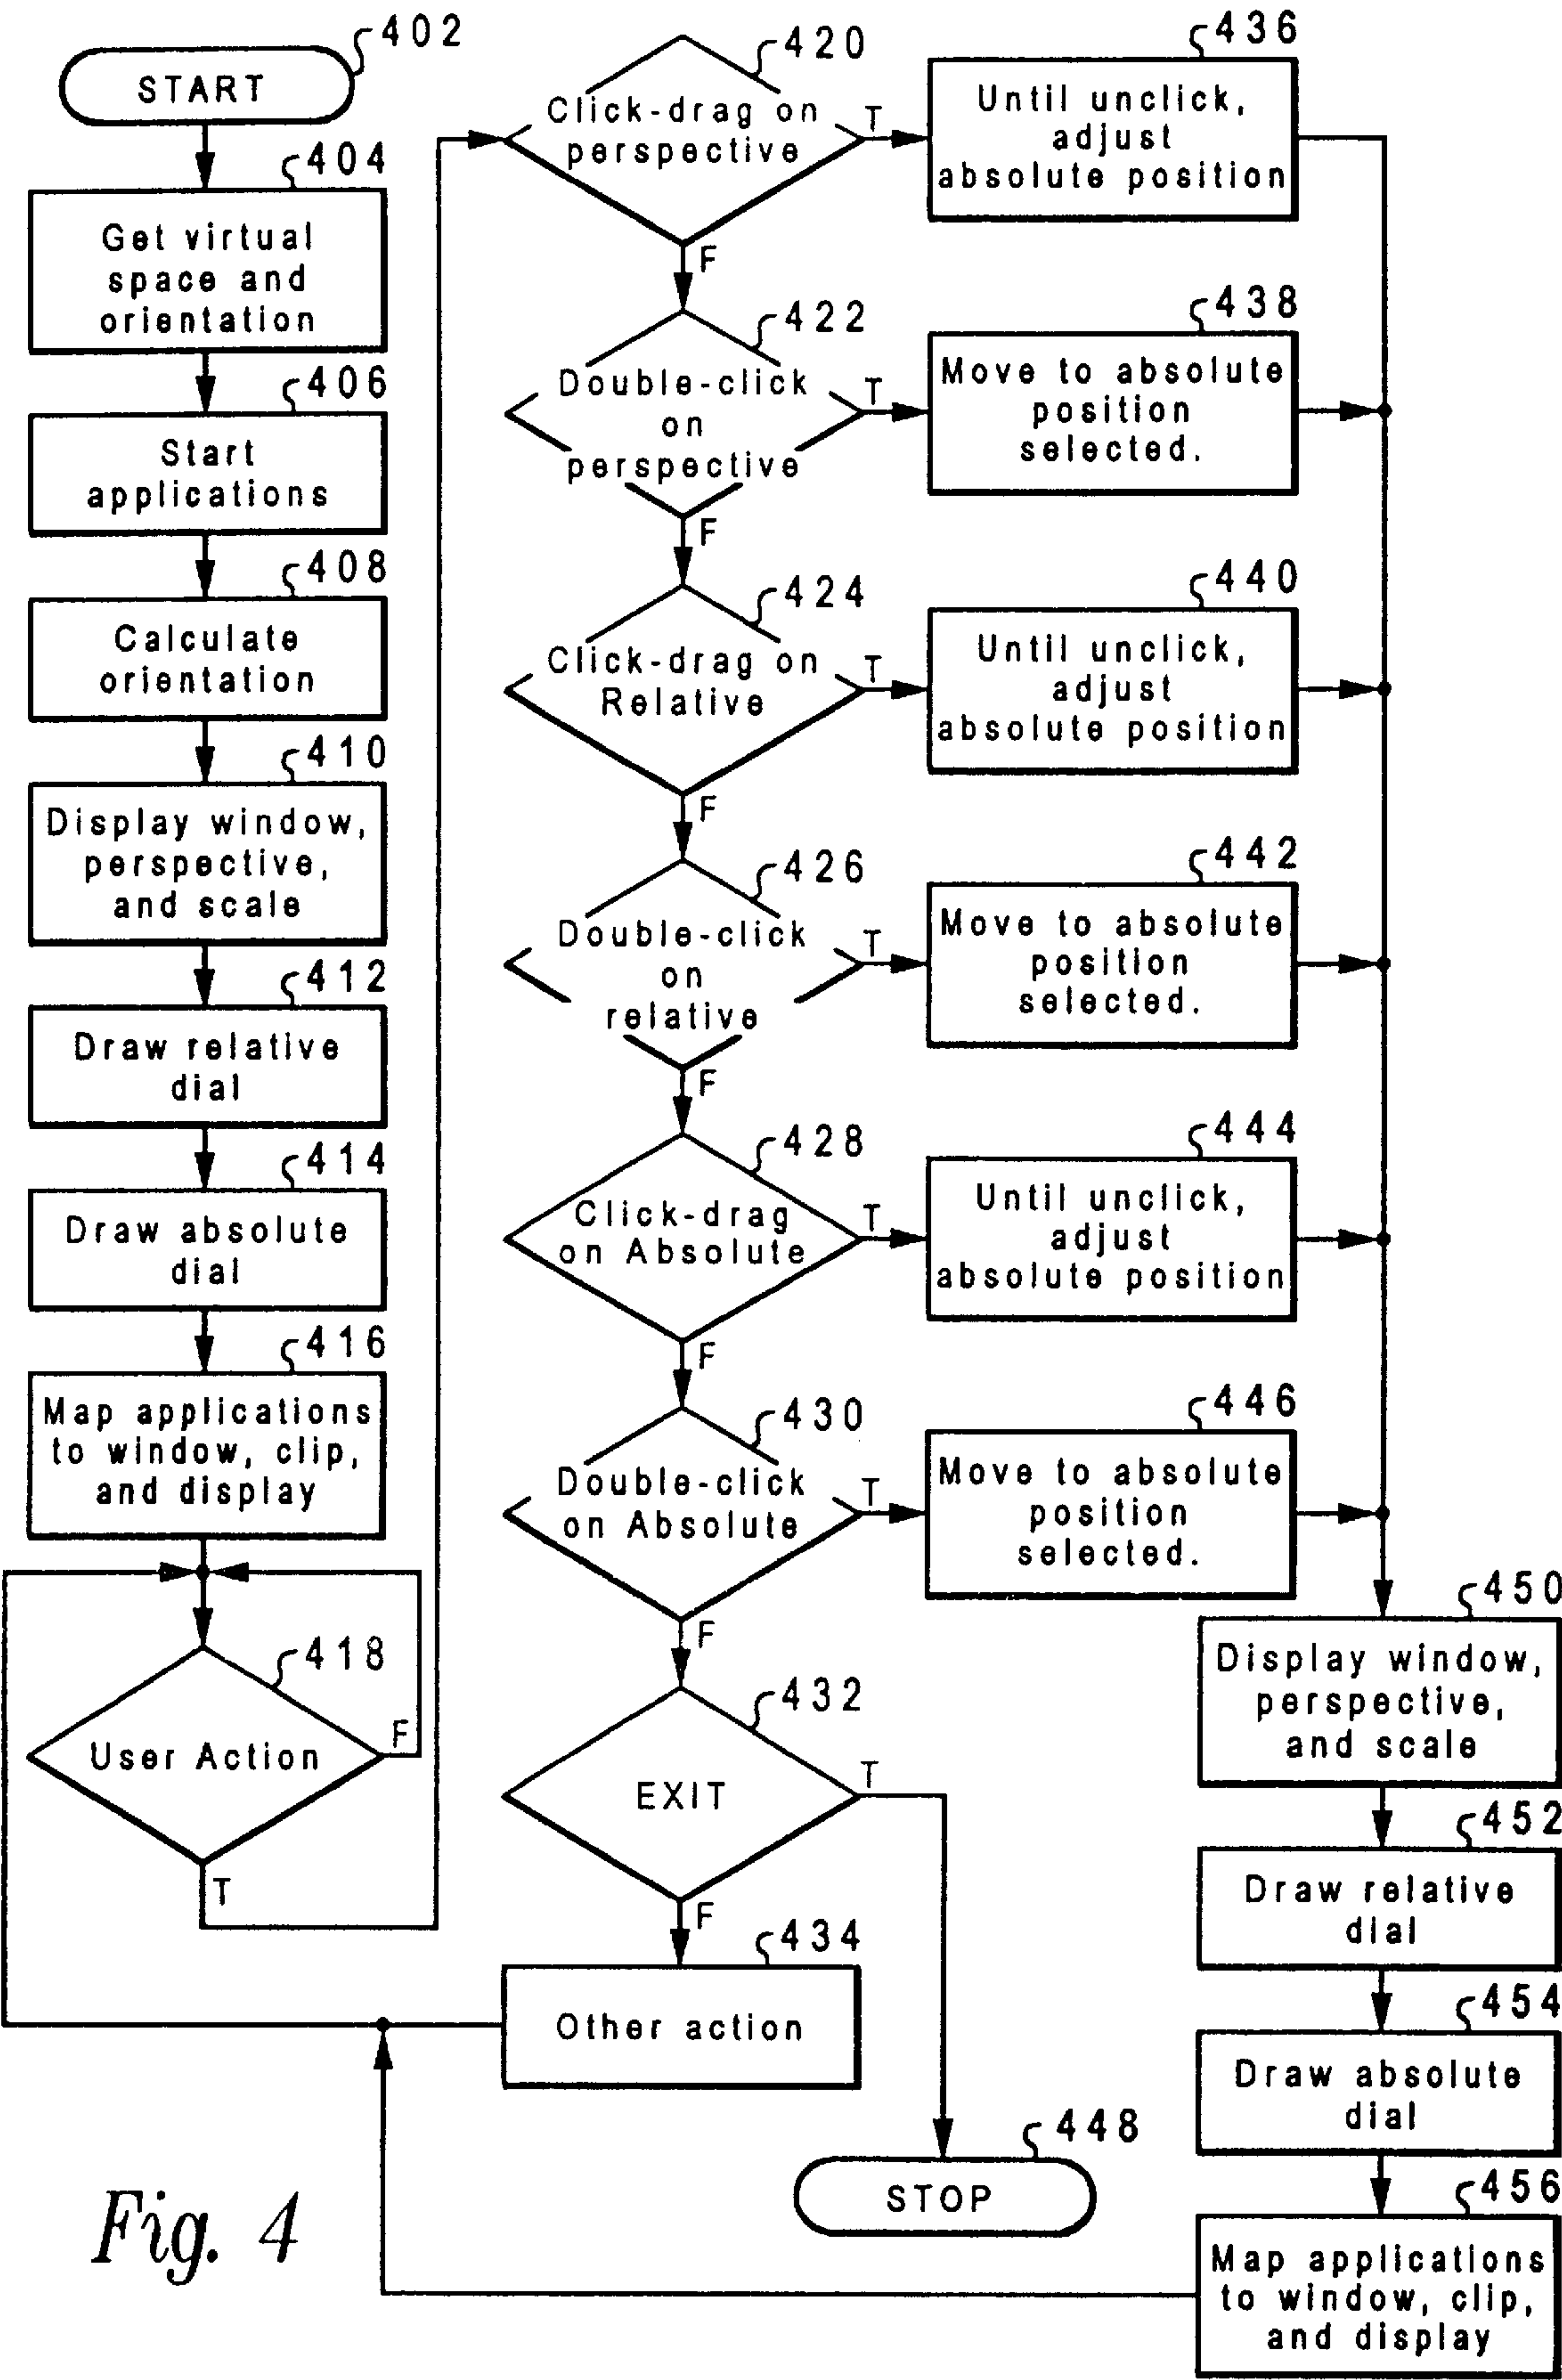 402
START
404
Get virtual
space and
orientation
406
Start
applications
408
Calculate
orientation
410
Display window,
perspective,
and scale
412
Draw relative
dial
414
Draw absolute
dial
416
Map applications
to window, clip,
and display
418
User Action
F
T
420
Click-drag on
perspective
T
F
422
Double-click
on
perspective
T
F
424
Click-drag on
Relative
T
F
426
Double-click
on
relative
T
F
428
Click-drag
on Absolute
T
F
430
Double-click
on Absolute
T
F
432
EXIT
T
F
434
Other action
436
Until unclick,
adjust
absolute position
438
Move to absolute
position
selected.
440
Until unclick,
adjust
absolute position
442
Move to absolute
position
selected.
444
Until unclick,
adjust
absolute position
446
Move to absolute
position
selected.
448
STOP
450
Display window,
perspective,
and scale
452
Draw relative
dial
454
Draw absolute
dial
456
Map applications
to window, clip,
and display
Fig. 4